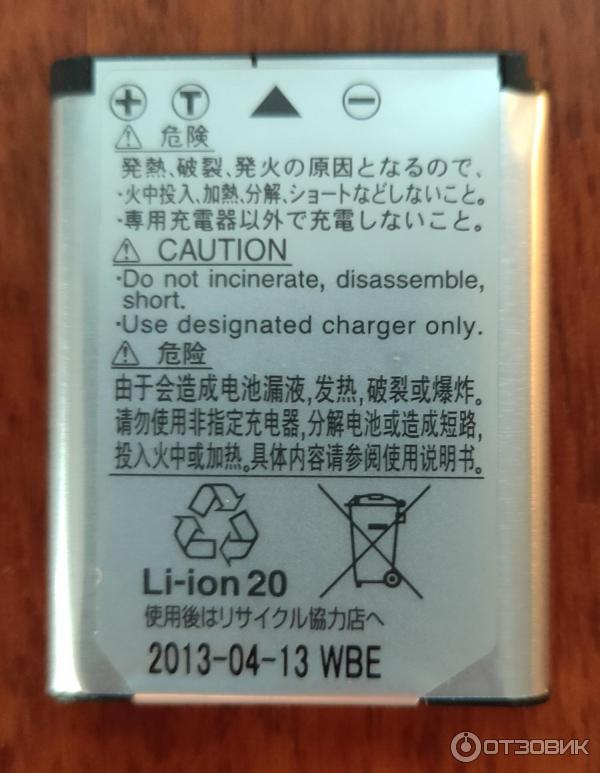 + T ▲ −
⚠ 危険
発熱、破裂、発火の原因となるので、
・火中投入、加熱、分解、ショートなどしないこと。
・専用充電器以外で充電しないこと。
⚠ CAUTION
·Do not incinerate, disassemble,
short.
·Use designated charger only.
⚠ 危险
由于会造成电池漏液,发热,破裂或爆炸。
请勿使用非指定充电器,分解电池或造成短路,
投入火中或加热。具体内容请参阅使用说明书。
Li-ion 20
使用後はリサイクル協力店へ
2013-04-13 WBE
ОТЗОВИК